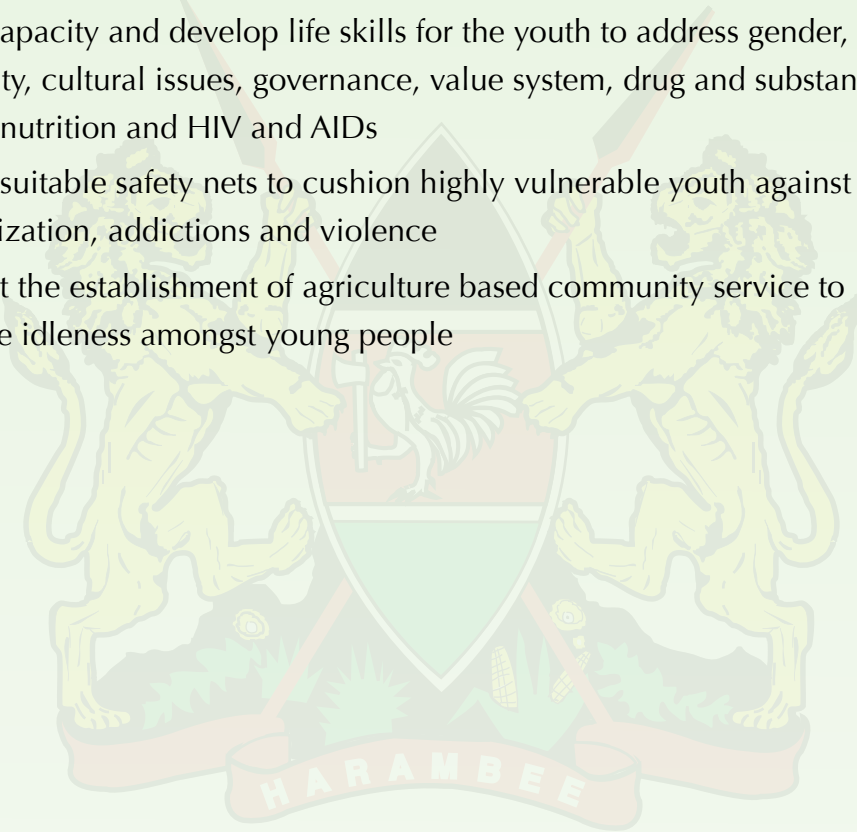 apacity and develop life skills for the youth to address gender,
ty, cultural issues, governance, value system, drug and substan
nutrition and HIV and AIDs
suitable safety nets to cushion highly vulnerable youth against
ization, addictions and violence
t the establishment of agriculture based community service to
e idleness amongst young people
HARAMBEE